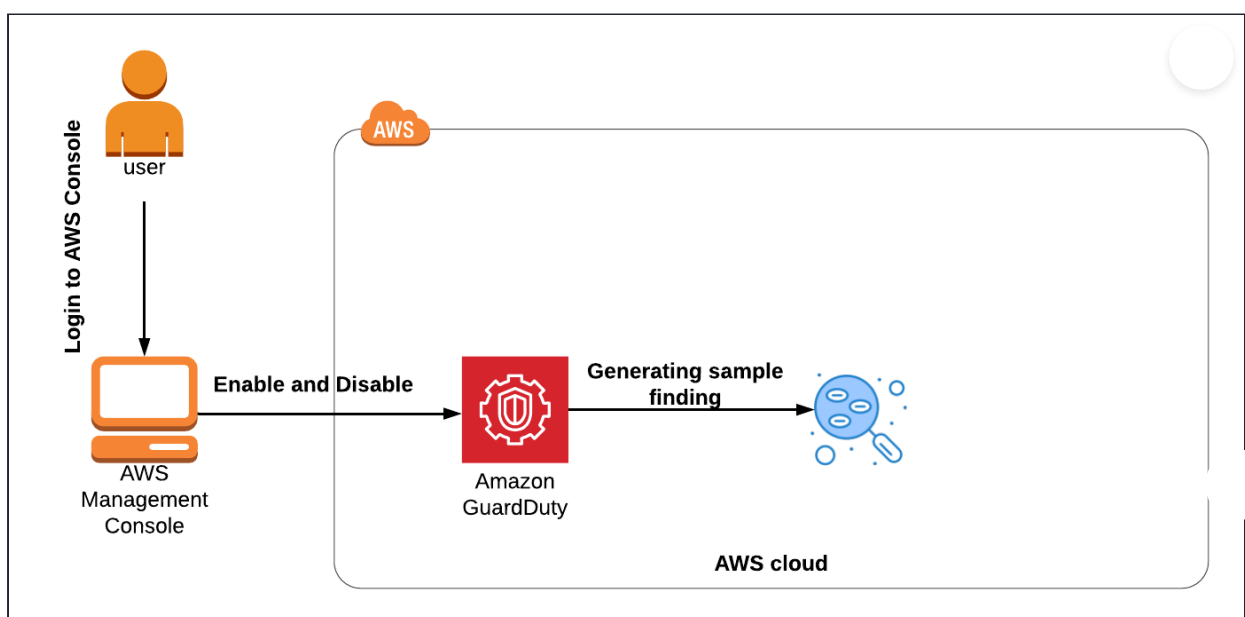 user
Login to AWS Console
AWS
Enable and Disable
Generating sample
finding
AWS
Management
Console
Amazon
GuardDuty
AWS cloud